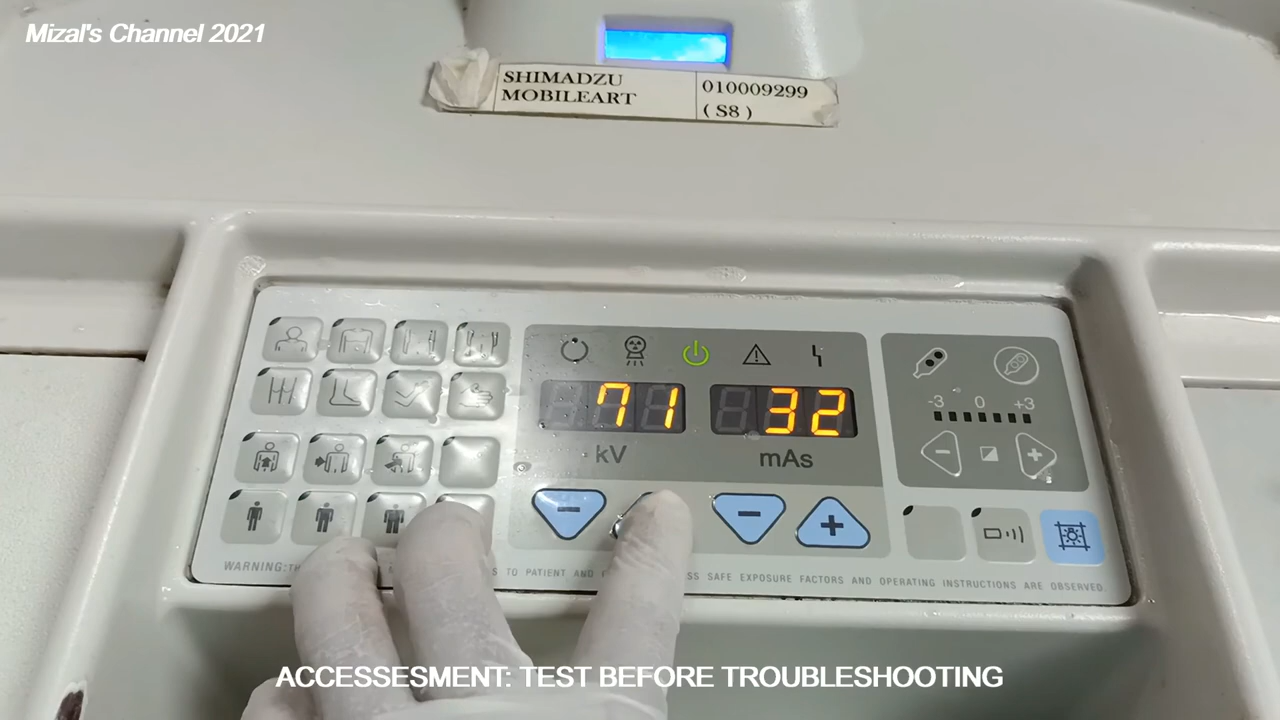 Mizal's Channel 2021
SHIMADZU 010009299
MOBILEART ( S8 )
-3 0 +3
71 32
kV mAs
- - +
- +
WARNING: TO PATIENT AND SAFE EXPOSURE FACTORS AND OPERATING INSTRUCTIONS ARE OBSERVED.
ACCESSESMENT: TEST BEFORE TROUBLESHOOTING